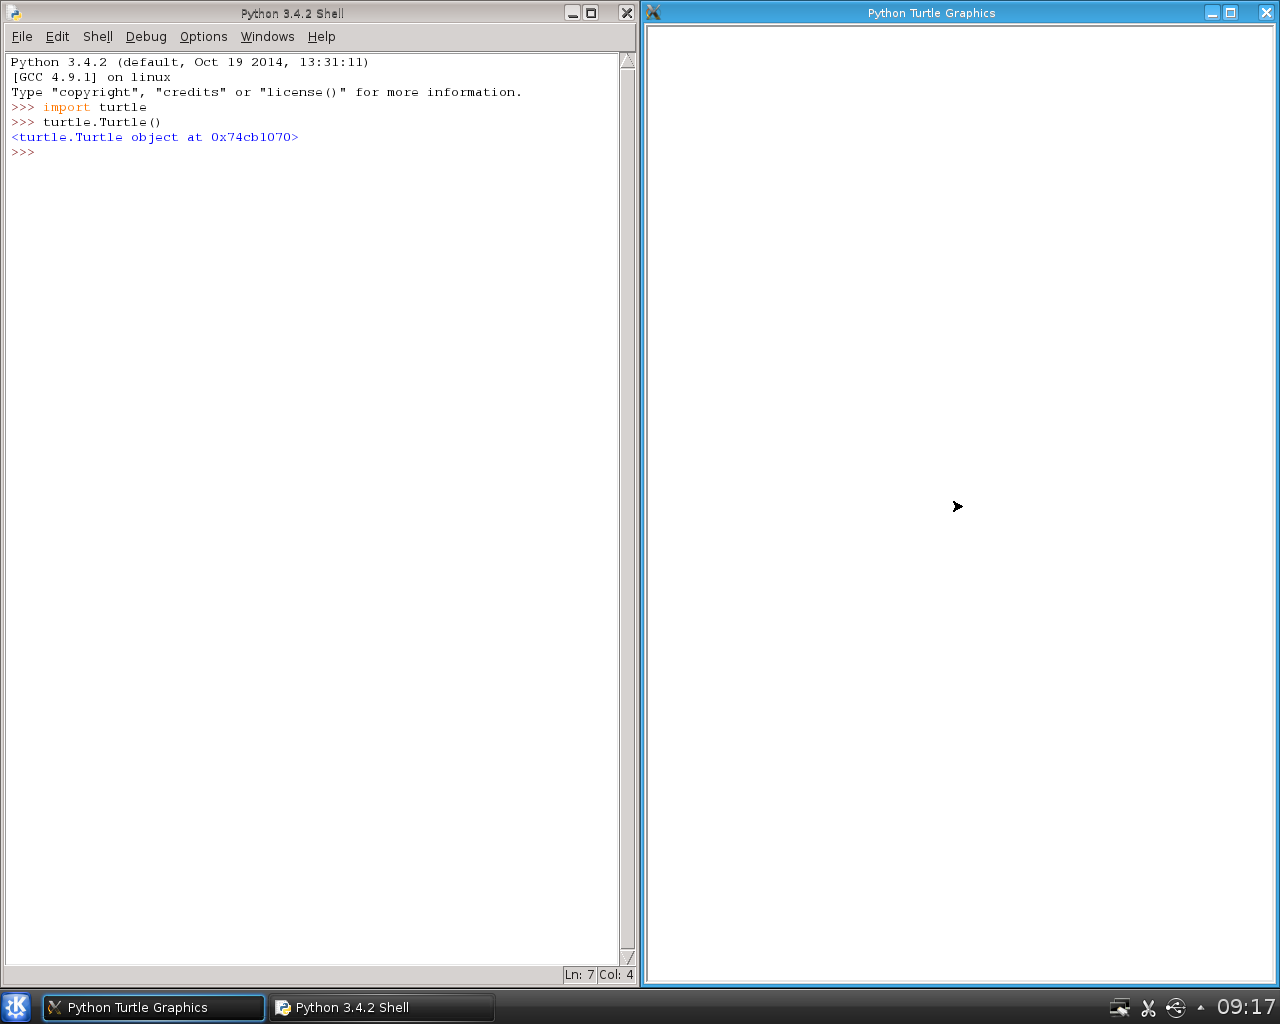 Python 3.4.2 Shell
File Edit Shell Debug Options Windows Help
Python 3.4.2 (default, Oct 19 2014, 13:31:11)
[GCC 4.9.1] on linux
Type "copyright", "credits" or "license()" for more information.
>>> import turtle
>>> turtle.Turtle()
<turtle.Turtle object at 0x74cb1070>
>>>
Ln: 7 Col: 4
Python Turtle Graphics
Python Turtle Graphics
Python 3.4.2 Shell
09:17